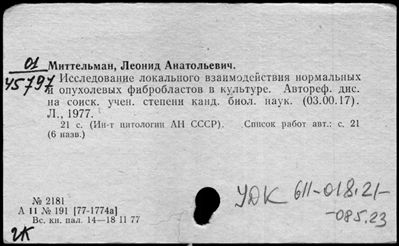 01
45797
Миттельман, Леонид Анатольевич.
Исследование локального взаимодействия нормальных
и опухолевых фибробластов в культуре. Автореф. дис.
на соиск. учен. степени канд. биол. наук. (03.00.17).
Л., 1977.
21 с. (Ин-т цитологии АН СССР). Список работ авт.: с. 21
(6 назв.)
№ 2181
А 11 № 191 [77-1774а]
Вс. кн. пал. 14—18 11 77
УДК 611-018.21-
-085.23
2К